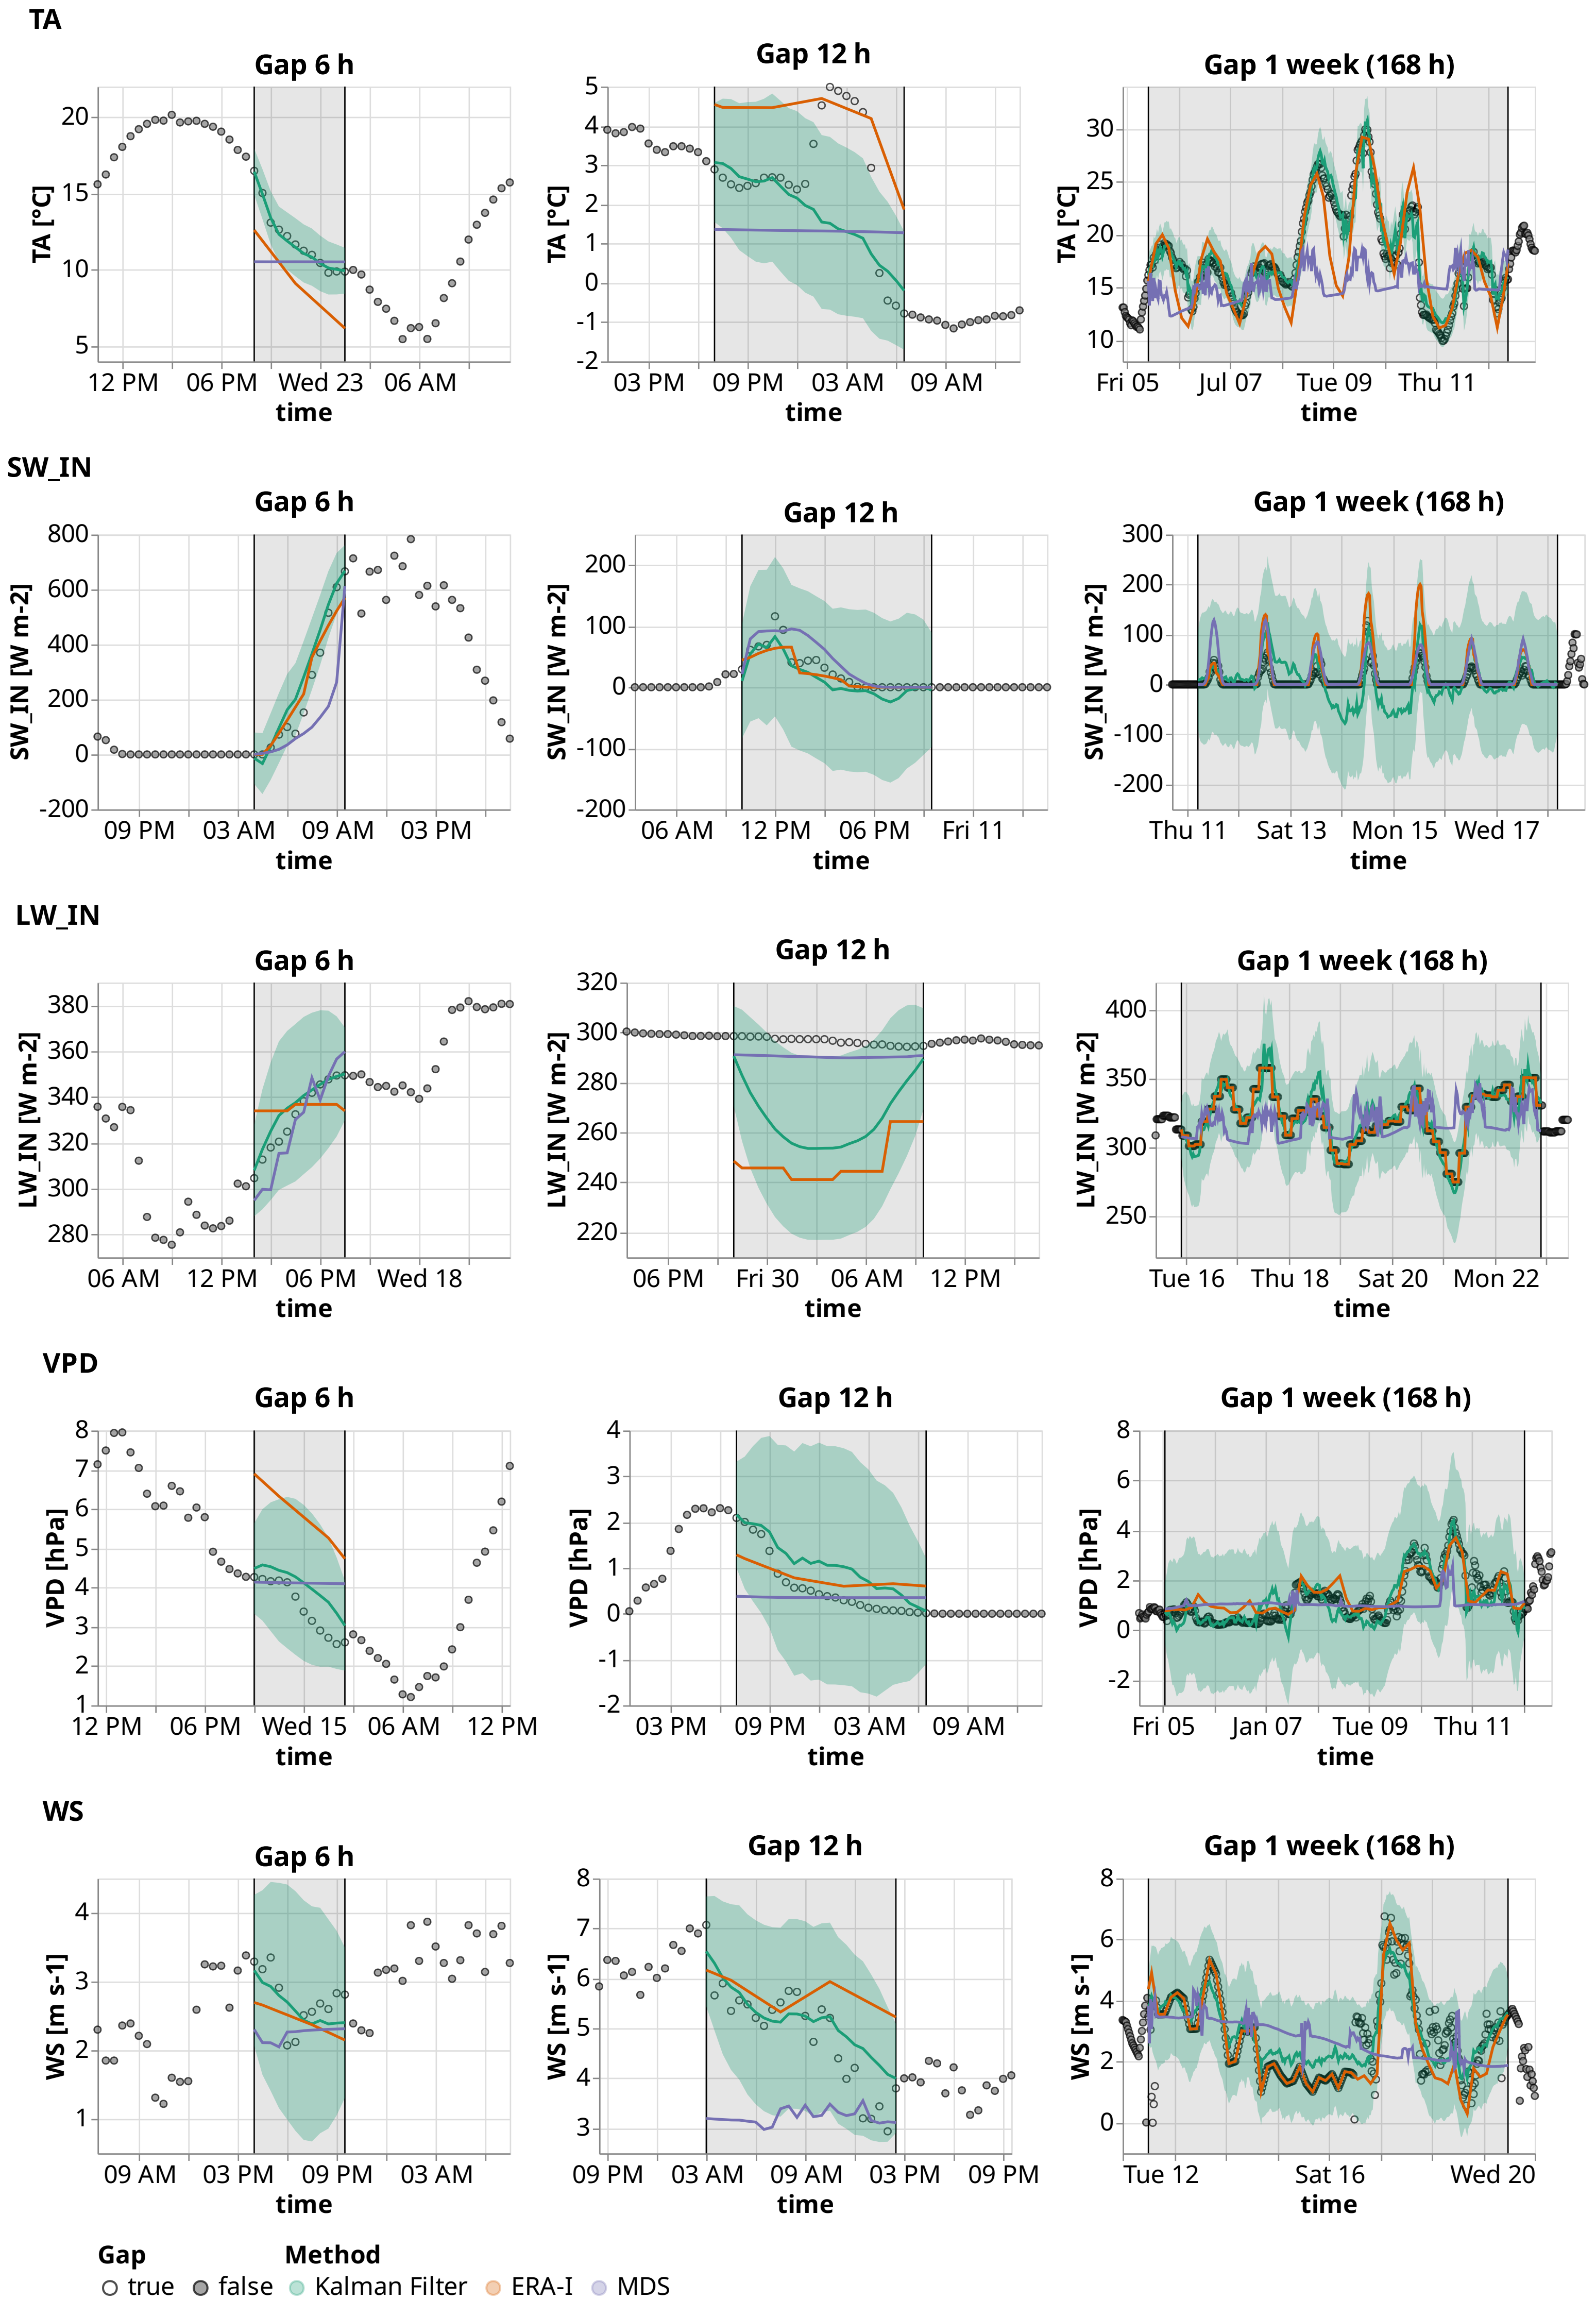 TA
Gap 6 h
Gap 12 h
Gap 1 week (168 h)
TA [°C]
20
15
10
5
12 PM 06 PM Wed 23 06 AM
time
TA [°C]
5
4
3
2
1
0
-1
-2
03 PM 09 PM 03 AM 09 AM
time
TA [°C]
30
25
20
15
10
Fri 05 Jul 07 Tue 09 Thu 11
time
SW_IN
Gap 6 h
Gap 12 h
Gap 1 week (168 h)
SW_IN [W m-2]
800
600
400
200
0
-200
09 PM 03 AM 09 AM 03 PM
time
SW_IN [W m-2]
200
100
0
-100
-200
06 AM 12 PM 06 PM Fri 11
time
SW_IN [W m-2]
300
200
100
0
-100
-200
Thu 11 Sat 13 Mon 15 Wed 17
time
LW_IN
Gap 6 h
Gap 12 h
Gap 1 week (168 h)
LW_IN [W m-2]
380
360
340
320
300
280
06 AM 12 PM 06 PM Wed 18
time
LW_IN [W m-2]
320
300
280
260
240
220
06 PM Fri 30 06 AM 12 PM
time
LW_IN [W m-2]
400
350
300
250
Tue 16 Thu 18 Sat 20 Mon 22
time
VPD
Gap 6 h
Gap 12 h
Gap 1 week (168 h)
VPD [hPa]
8
7
6
5
4
3
2
1
12 PM 06 PM Wed 15 06 AM 12 PM
time
VPD [hPa]
4
3
2
1
0
-1
-2
03 PM 09 PM 03 AM 09 AM
time
VPD [hPa]
8
6
4
2
0
-2
Fri 05 Jan 07 Tue 09 Thu 11
time
WS
Gap 6 h
Gap 12 h
Gap 1 week (168 h)
WS [m s-1]
4
3
2
1
09 AM 03 PM 09 PM 03 AM
time
WS [m s-1]
8
7
6
5
4
3
09 PM 03 AM 09 AM 03 PM 09 PM
time
WS [m s-1]
8
6
4
2
0
Tue 12 Sat 16 Wed 20
time
Gap Method
true false Kalman Filter ERA-I MDS